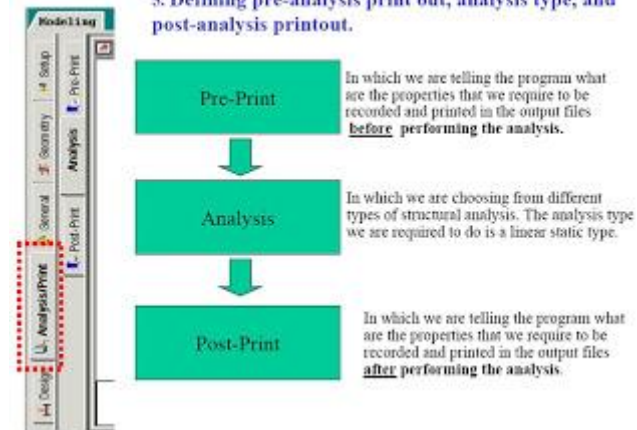 5. Defining pre-analysis print out, analysis type, and
post-analysis printout.
Modeling
Setup
Geometry
General
Analysis/Print
Design
Pre-Print
Analysis
Post-Print
Pre-Print
In which we are telling the program what
are the properties that we require to be
recorded and printed in the output files
before performing the analysis.
Analysis
In which we are choosing from different
types of structural analysis. The analysis type
we are required to do is a linear static type.
Post-Print
In which we are telling the program what
are the properties that we require to be
recorded and printed in the output files
after performing the analysis.